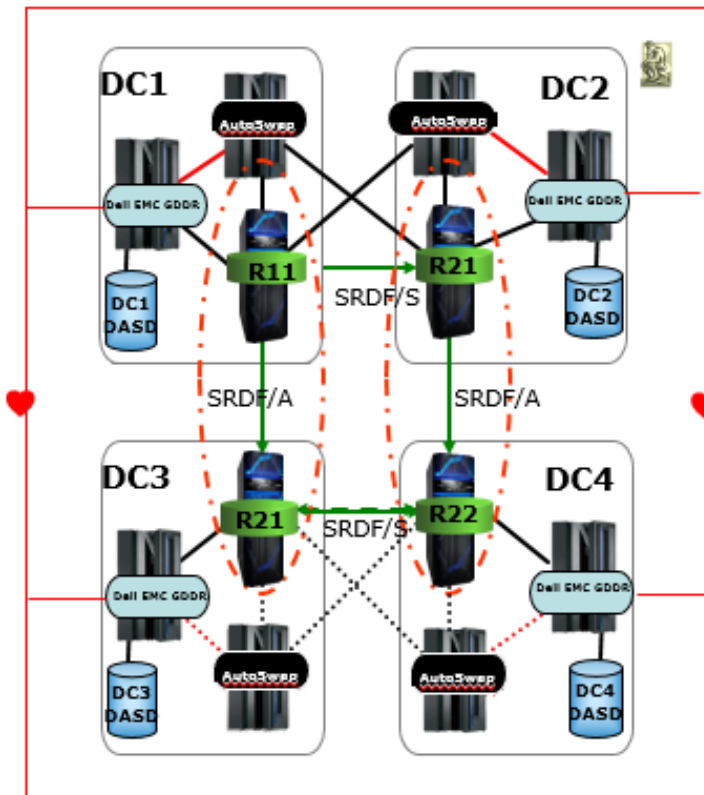 DC1
DC2
AutoSwap
AutoSwap
Dell EMC GDDR
Dell EMC GDDR
R11
R21
SRDF/S
DC1
DASD
DC2
DASD
SRDF/A
SRDF/A
DC3
DC4
R21
R22
SRDF/S
Dell EMC GDDR
Dell EMC GDDR
AutoSwap
AutoSwap
DC3
DASD
DC4
DASD